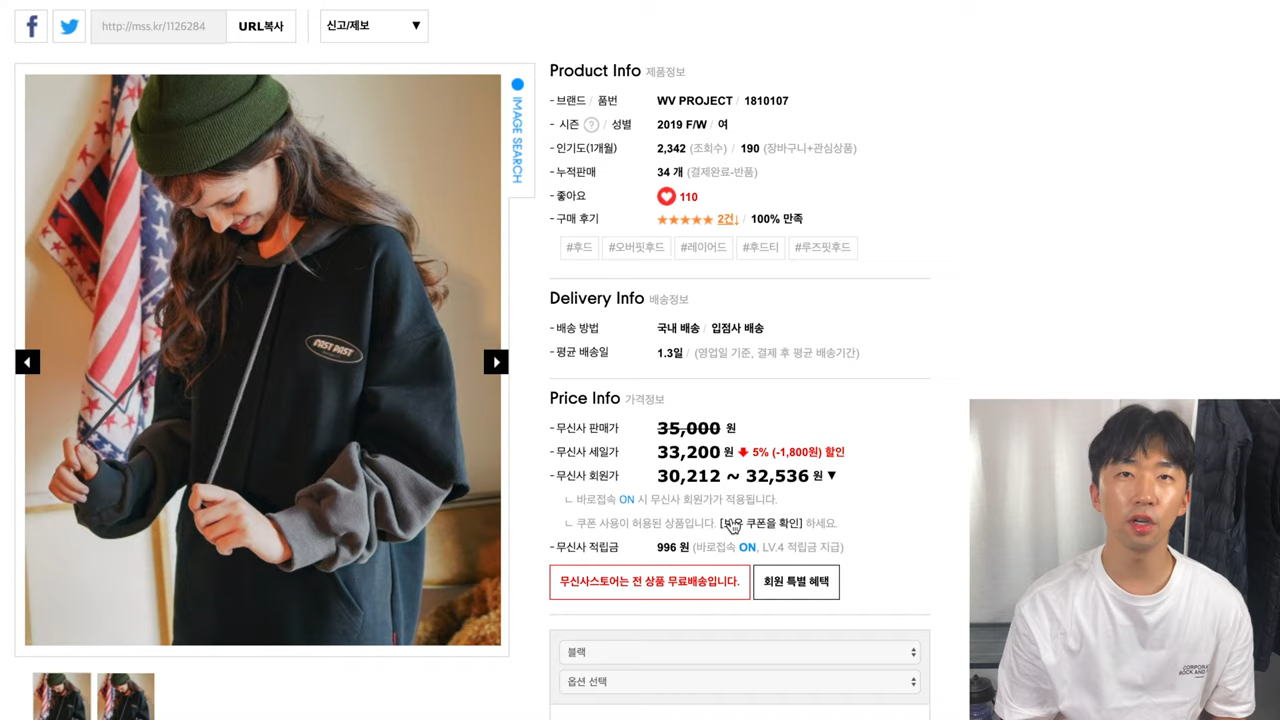 http://mss.kr/1126284 URL복사 신고/제보 ▼
IMAGE SEARCH
Product Info 제품정보
- 브랜드 / 품번 WV PROJECT / 1810107
- 시즌 ? / 성별 2019 F/W / 여
- 인기도(1개월) 2,342 (조회수) / 190 (장바구니+관심상품)
- 누적판매 34 개 (결제완료-반품)
- 좋아요 110
- 구매 후기 ★★★★★ 2건↓ / 100% 만족
#후드 #오버핏후드 #레이어드 #후드티 #루즈핏후드
Delivery Info 배송정보
- 배송 방법 국내 배송 / 입점사 배송
- 평균 배송일 1.3일 / (영업일 기준, 결제 후 평균 배송기간)
Price Info 가격정보
- 무신사 판매가 35,000 원
- 무신사 세일가 33,200 원 5% (-1,800원) 할인
- 무신사 회원가 30,212 ~ 32,536 원 ▼
ㄴ 바로접속 ON 시 무신사 회원가가 적용됩니다.
ㄴ 쿠폰 사용이 허용된 상품입니다. 쿠폰을 확인] 하세요.
- 무신사 적립금 996 원 (바로접속 ON, LV.4 적립금 지급)
무신사스토어는 전 상품 무료배송입니다. 회원 특별 혜택
블랙
옵션 선택
PAST PAST